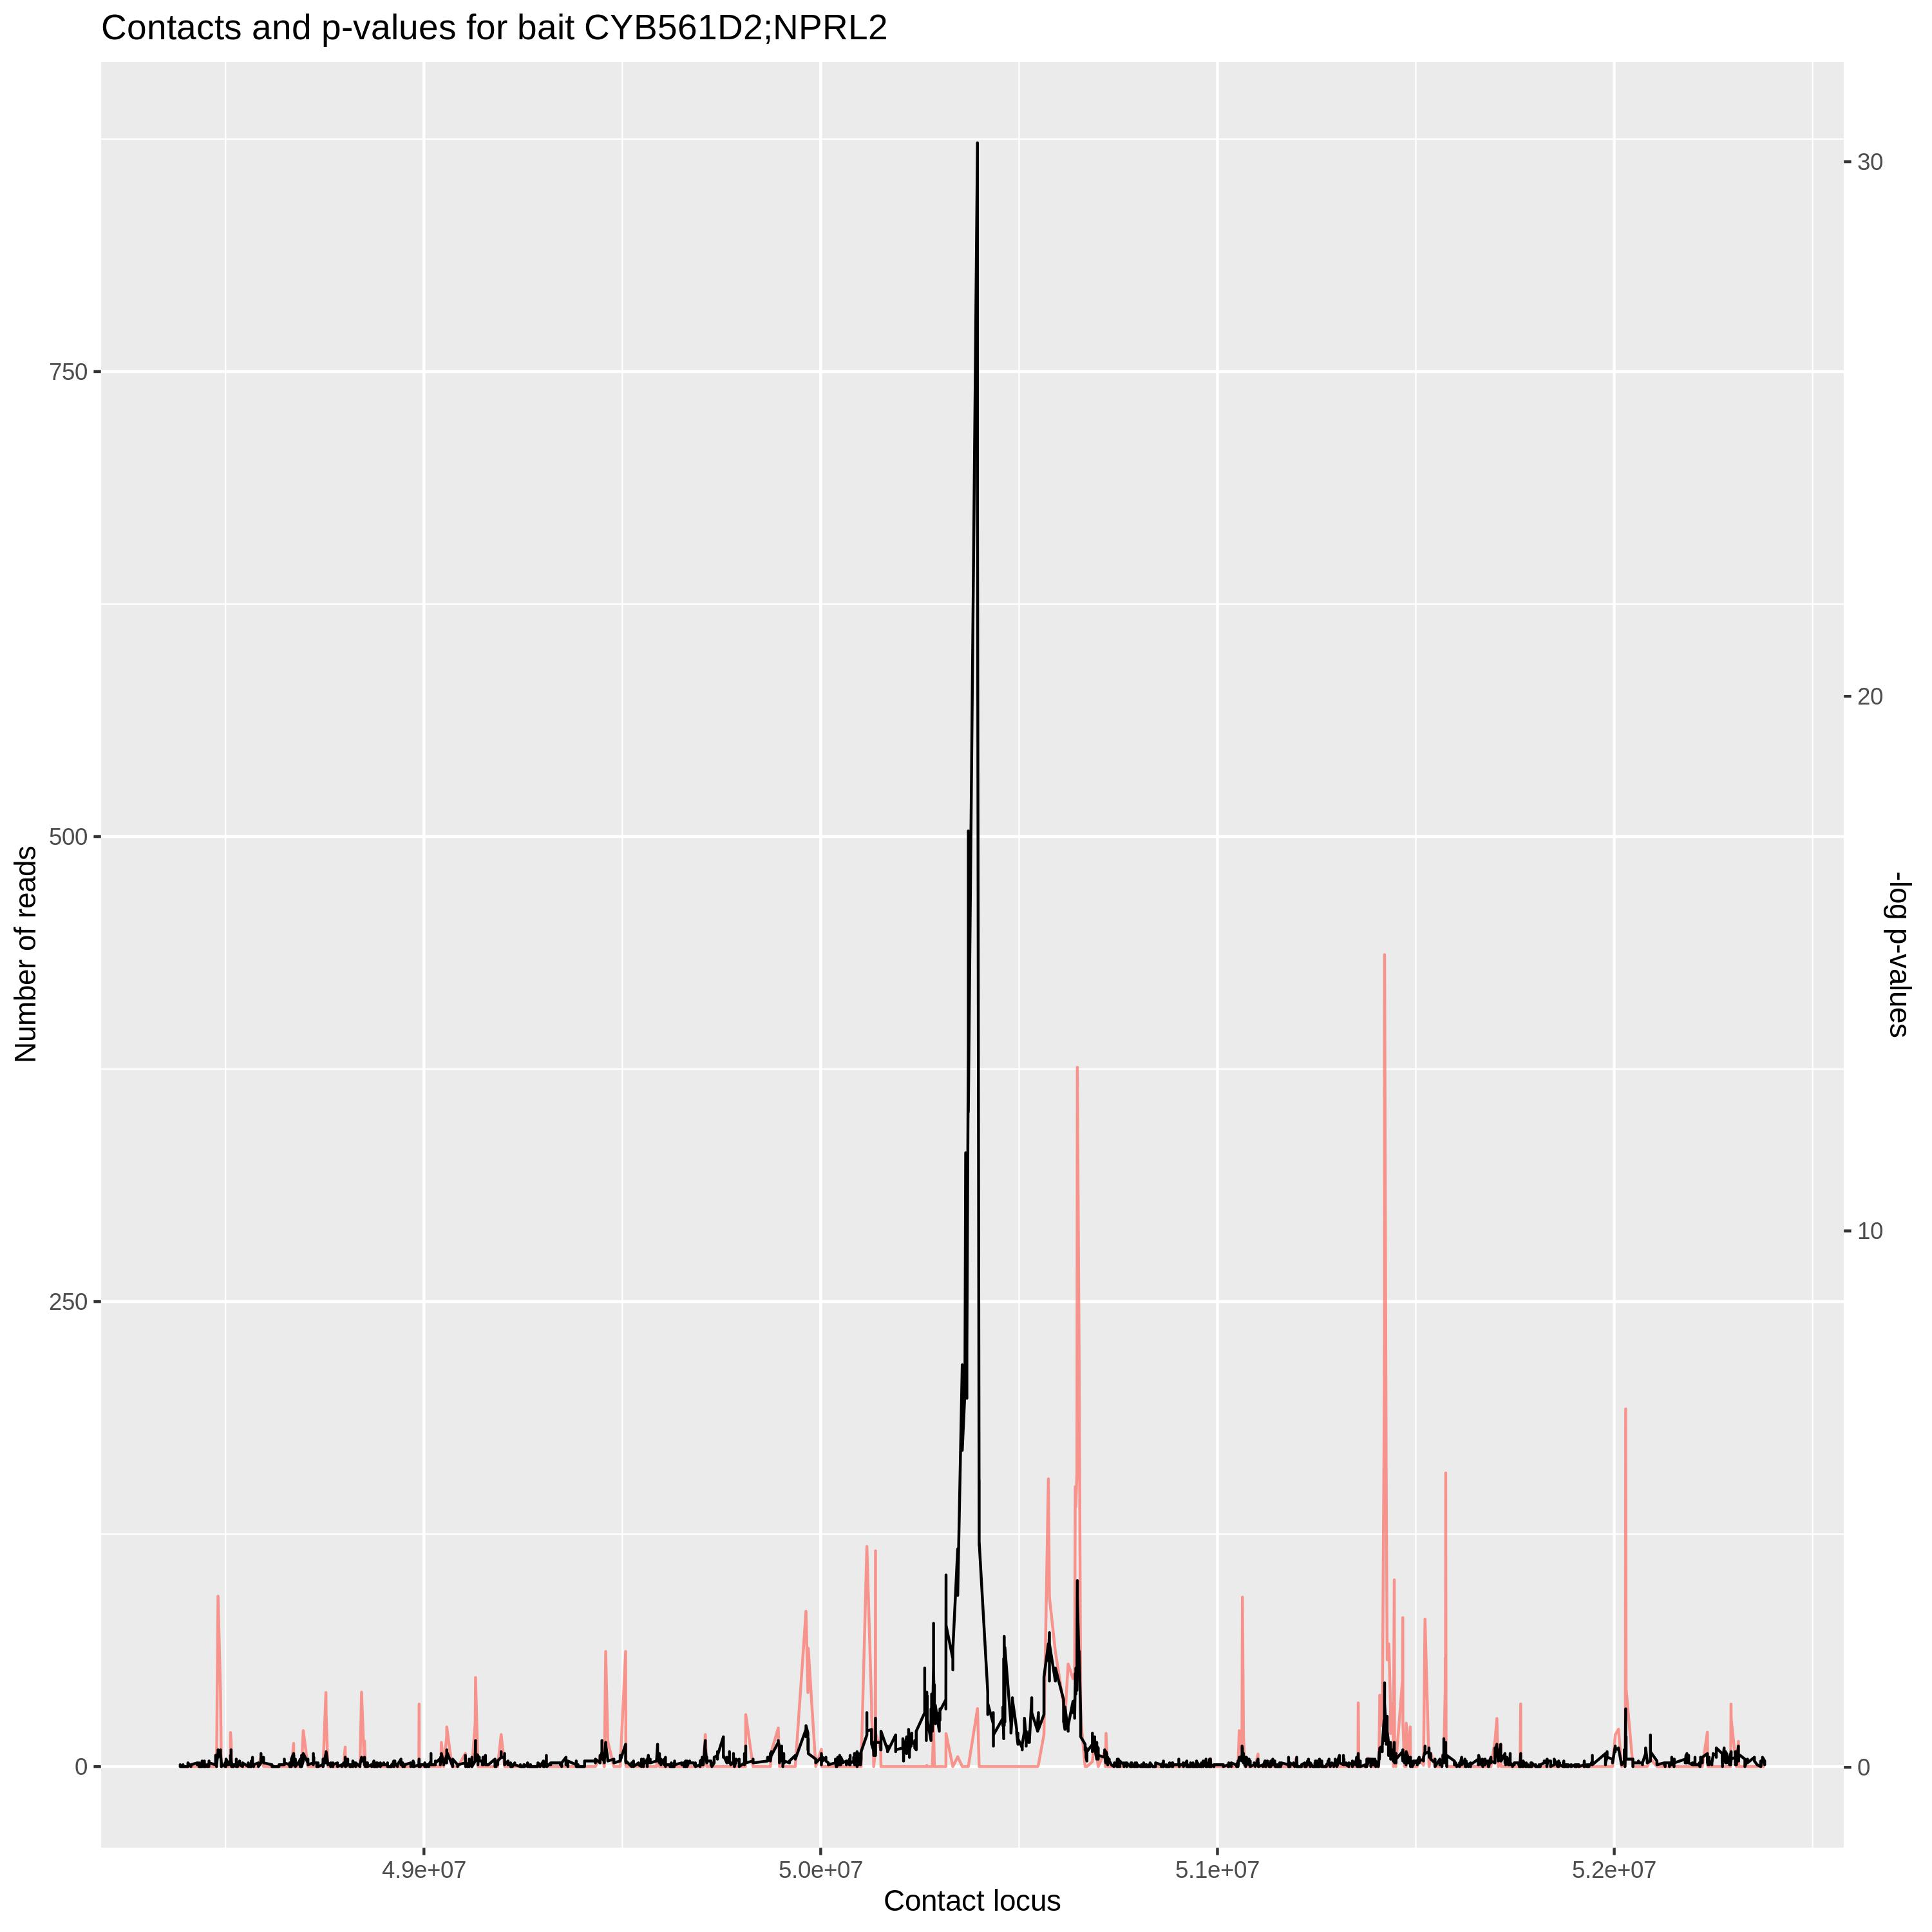 Contacts and p-values for bait CYB561D2;NPRL2
Number of reads
750
500
250
0
30
20
10
0
-log p-values
4.9e+07 5.0e+07 5.1e+07 5.2e+07
Contact locus